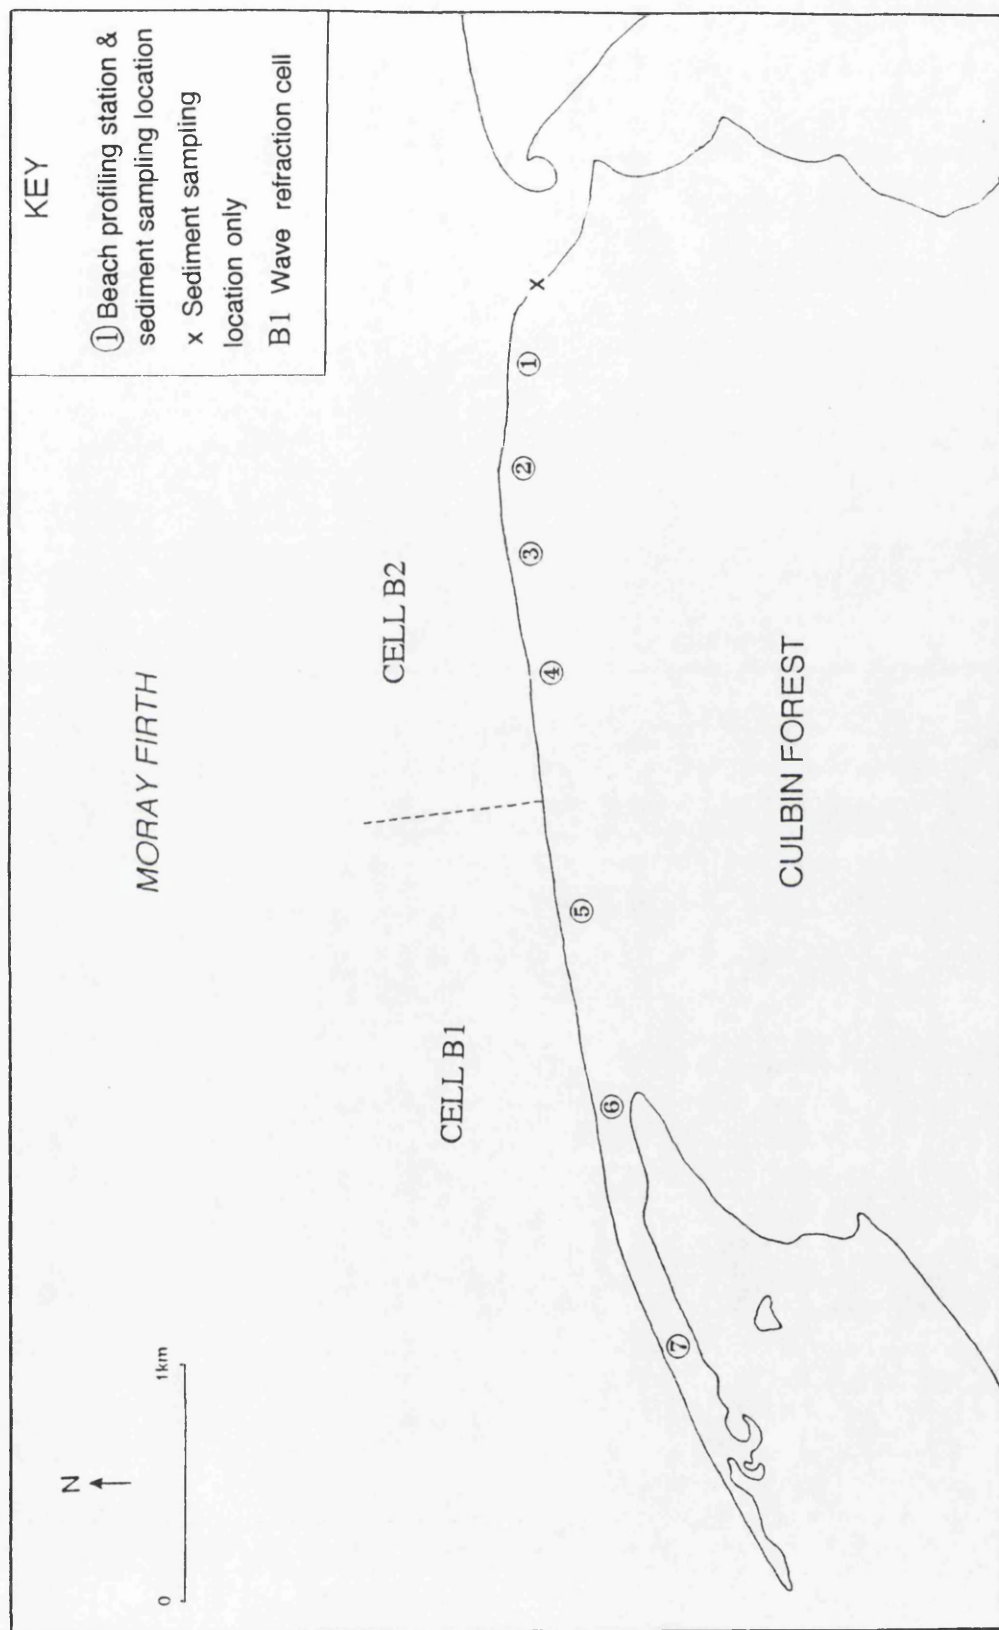 KEY
① Beach profiling station &
sediment sampling location
x Sediment sampling
location only
B1 Wave refraction cell
N
0 1km
MORAY FIRTH
CELL B1
CELL B2
x
①
②
③
④
⑤
⑥
⑦
CULBIN FOREST